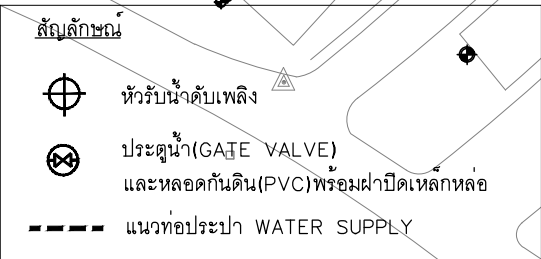 สัญลักษณ์
หัวรับน้ำดับเพลิง
ประตูน้ำ(GATE VALVE)
และหลอดกันดิน(PVC)พร้อมฝาปิดเหล็กหล่อ
แนวท่อประปา WATER SUPPLY